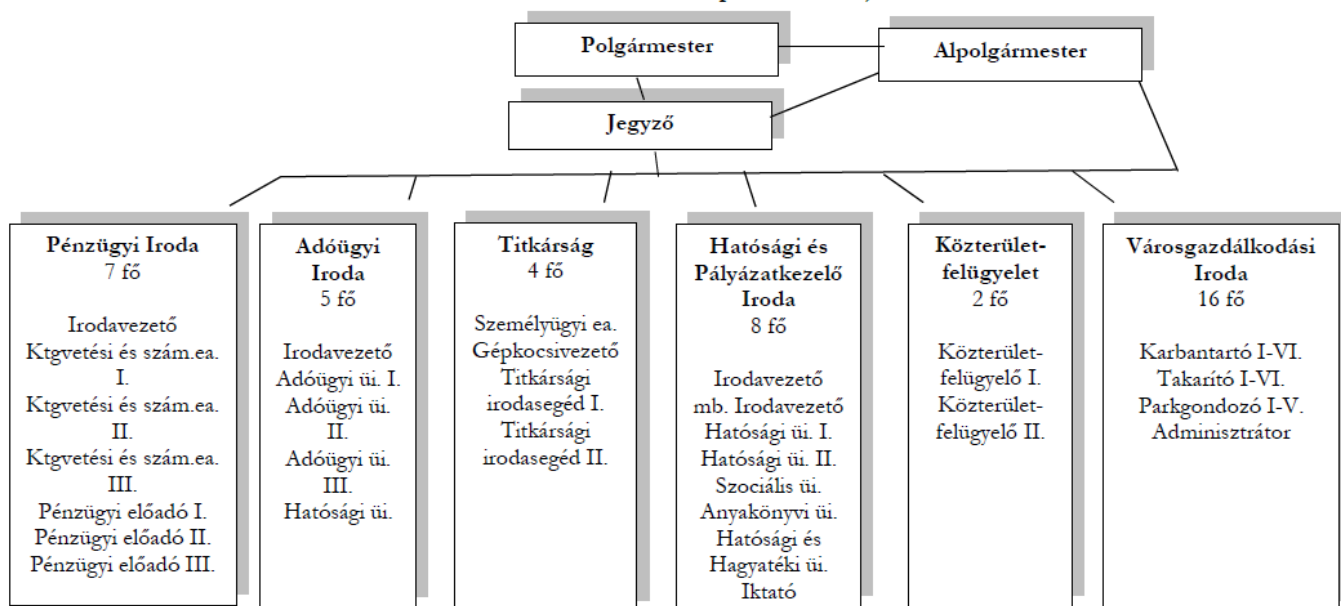 Polgármester
Alpolgármester
Jegyző
Pénzügyi Iroda
7 fő
Irodavezető
Ktgvetési és szám.ea.
I.
Ktgvetési és szám.ea.
II.
Ktgvetési és szám.ea.
III.
Pénzügyi előadó I.
Pénzügyi előadó II.
Pénzügyi előadó III.
Adóügyi
Iroda
5 fő
Irodavezető
Adóügyi üi. I.
Adóügyi üi.
II.
Adóügyi üi.
III.
Hatósági üi.
Titkárság
4 fő
Személyügyi ea.
Gépkocsivezető
Titkársági
irodasegéd I.
Titkársági
irodasegéd II.
Hatósági és
Pályázatkezelő
Iroda
8 fő
Irodavezető
mb. Irodavezető
Hatósági üi. I.
Hatósági üi. II.
Szociális üi.
Anyakönyvi üi.
Hatósági és
Hagyatéki üi.
Iktató
Közterület-
felügyelet
2 fő
Közterület-
felügyelő I.
Közterület-
felügyelő II.
Városgazdálkodási
Iroda
16 fő
Karbantartó I-VI.
Takarító I-VI.
Parkgondozó I-V.
Adminisztrátor